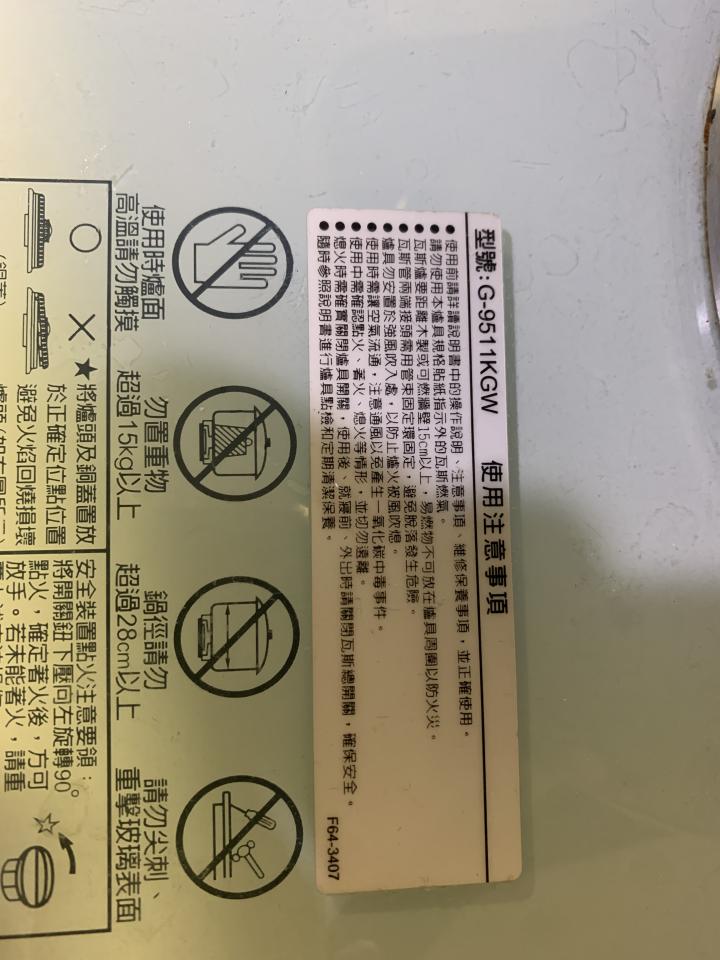 型號:G-9511KGW 使用注意事項
●使用前請詳讀說明書中的操作說明、注意事項、維修保養事項,並正確使用。
●請勿使用本爐具規格貼紙指示外的瓦斯燃氣。
●瓦斯爐要距離木製或可燃牆壁15cm以上,易燃物不可放在爐具周圍以防火災。
●瓦斯管兩端接頭需用管束固定環固定,避免脫落發生危險。
●爐具勿安置於強風吹入處,以防止爐火被風吹熄。
●使用時需讓空氣流通,注意通風以免產生一氧化碳中毒事件。
●使用中需確認點火、著火、熄火等情形,並切勿遠離。
●熄火時需確實關閉爐具開關,使用後、就寢前、外出時請關閉瓦斯總開關,確保安全。
●隨時參照說明書進行爐具點檢和定期清潔保養。
F64-3407
使用時爐面
高溫請勿觸摸
勿置重物
超過15kg以上
鍋徑請勿
超過28cm以上
請勿尖刺、
重擊玻璃表面
★將爐頭及銅蓋置放
於正確定位點位置
避免火焰回燒損壞
安全裝置點火注意要領:
將開關鈕下壓向左旋轉90°
點火,確定著火後,方可
放手。若未能著火,請重